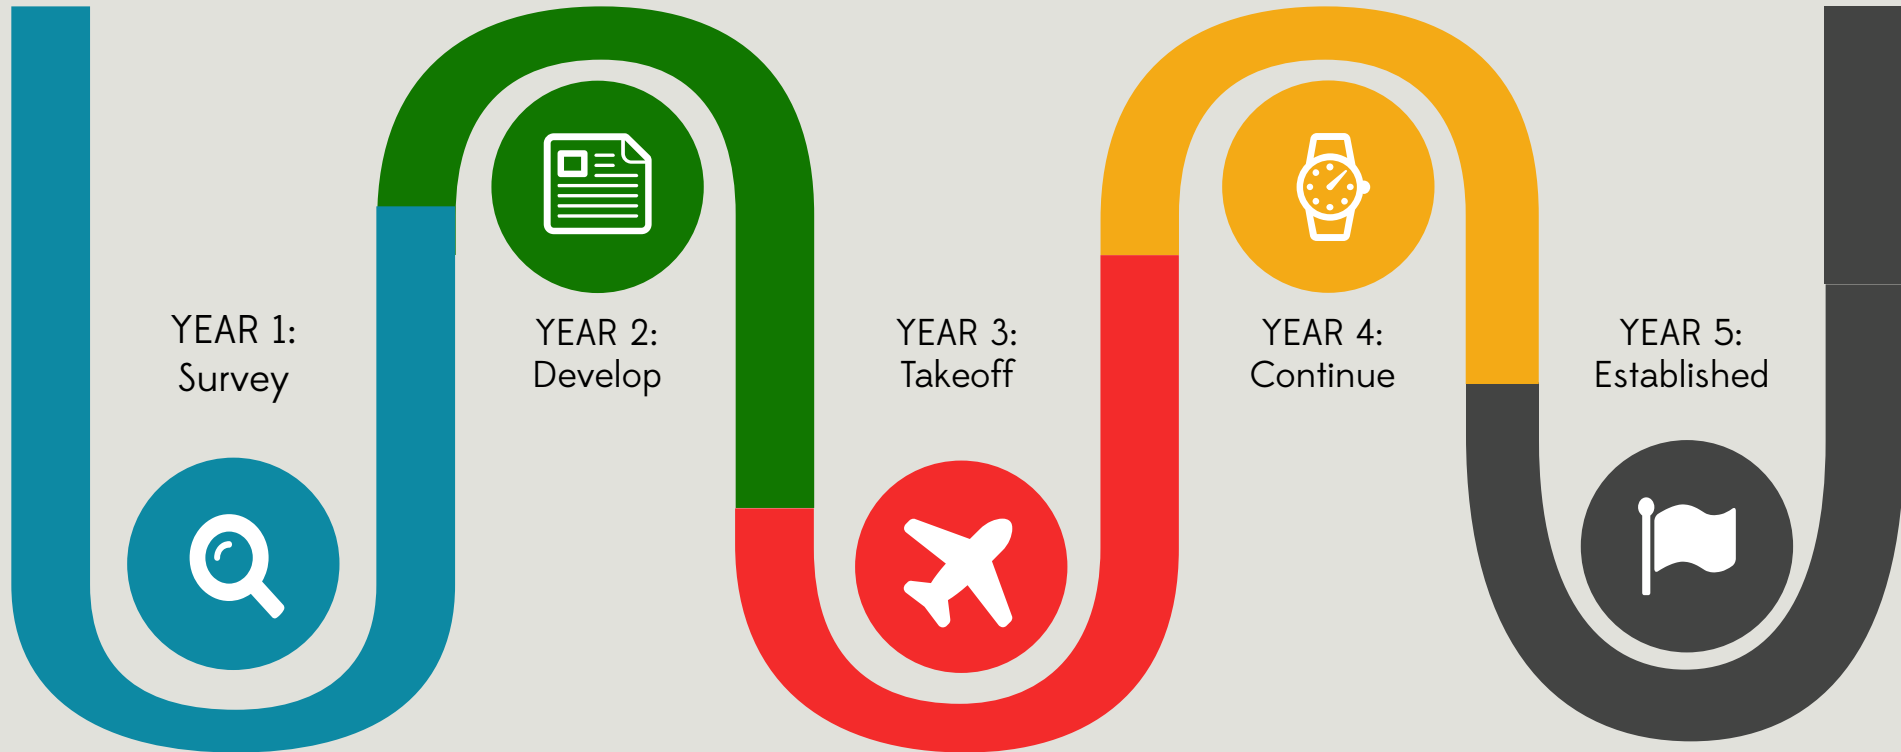 YEAR 1:
Survey
YEAR 2:
Develop
YEAR 3:
Takeoff
YEAR 4:
Continue
YEAR 5:
Established